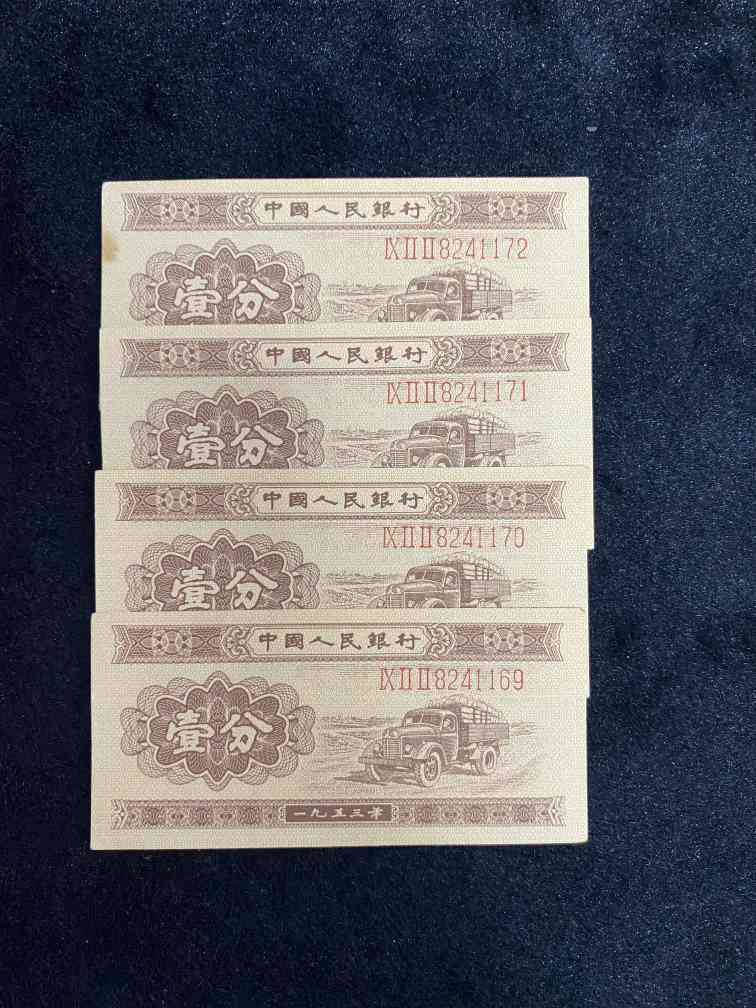 中國人民銀行
ⅨⅡⅡ8241172
壹分
中國人民銀行
ⅨⅡⅡ8241171
壹分
中國人民銀行
ⅨⅡⅡ8241170
壹分
中國人民銀行
ⅨⅡⅡ8241169
壹分
一九五三年